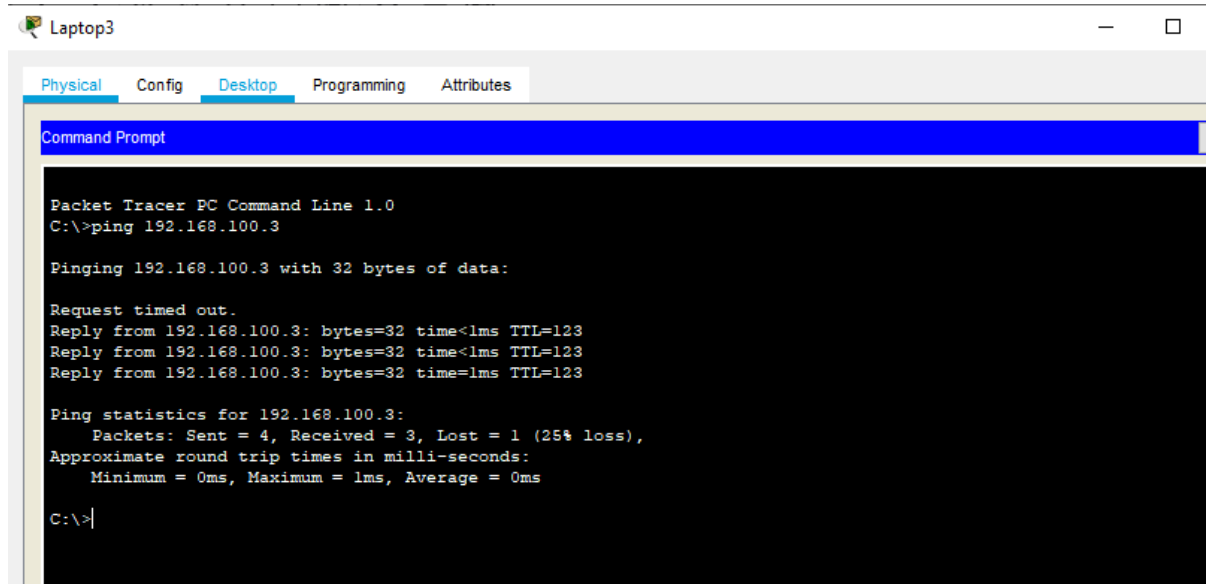 Laptop3
Physical Config Desktop Programming Attributes
Command Prompt
Packet Tracer PC Command Line 1.0
C:\>ping 192.168.100.3
Pinging 192.168.100.3 with 32 bytes of data:
Request timed out.
Reply from 192.168.100.3: bytes=32 time<1ms TTL=123
Reply from 192.168.100.3: bytes=32 time<1ms TTL=123
Reply from 192.168.100.3: bytes=32 time=1ms TTL=123
Ping statistics for 192.168.100.3:
Packets: Sent = 4, Received = 3, Lost = 1 (25% loss),
Approximate round trip times in milli-seconds:
Minimum = 0ms, Maximum = 1ms, Average = 0ms
C:\>